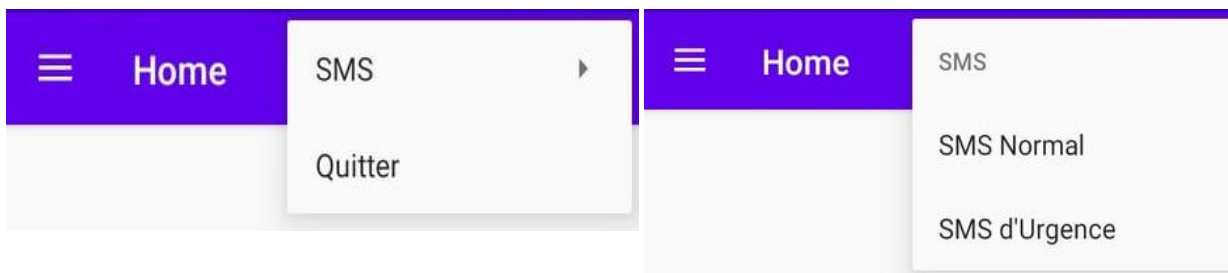 Home
SMS
Quitter
Home
SMS
SMS Normal
SMS d'Urgence